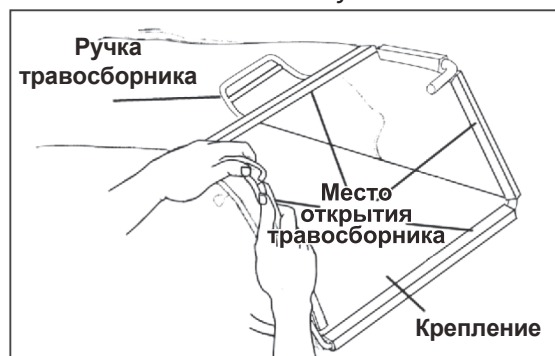 Ручка
травосборника
Место
открытия
травосборника
Крепление